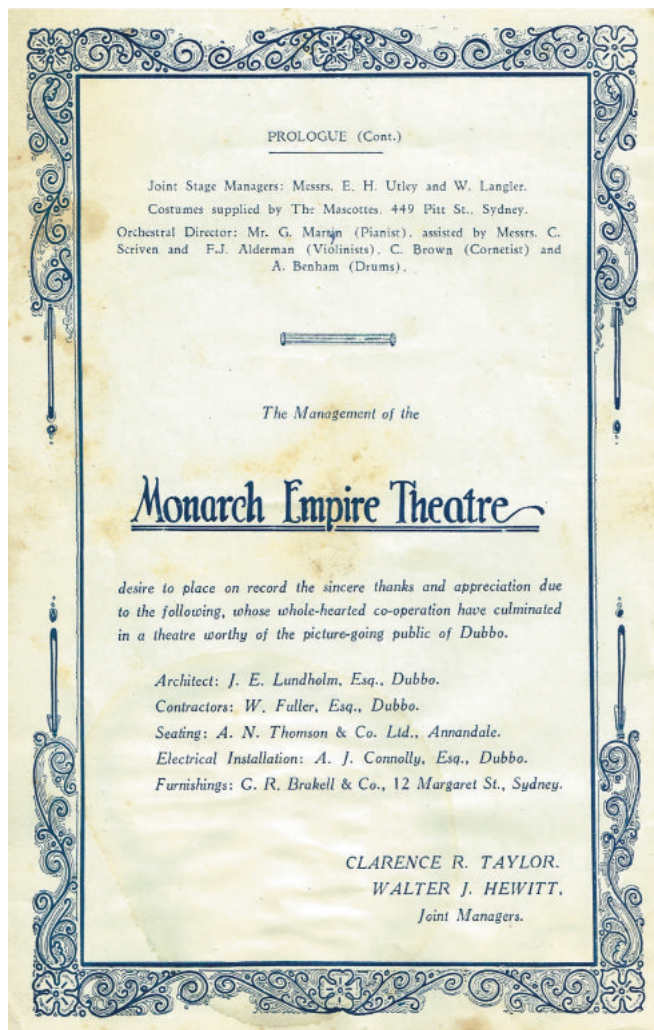 PROLOGUE (Cont.)
Joint Stage Managers: Messrs. E. H. Utley and W. Langler.
Costumes supplied by The Mascottes, 449 Pitt St., Sydney.
Orchestral Director: Mr. G. Martin (Pianist), assisted by Messrs. C.
Scriven and F.J. Alderman (Violinists), C. Brown (Cornetist) and
A. Benham (Drums).
The Management of the
Monarch Empire Theatre
desire to place on record the sincere thanks and appreciation due
to the following, whose whole-hearted co-operation have culminated
in a theatre worthy of the picture-going public of Dubbo.
Architect: J. E. Lundholm, Esq., Dubbo.
Contractors: W. Fuller, Esq., Dubbo.
Seating: A. N. Thomson & Co. Ltd., Annandale.
Electrical Installation: A. J. Connolly, Esq., Dubbo.
Furnishings: G. R. Brakell & Co., 12 Margaret St., Sydney.
CLARENCE R. TAYLOR.
WALTER J. HEWITT,
Joint Managers.